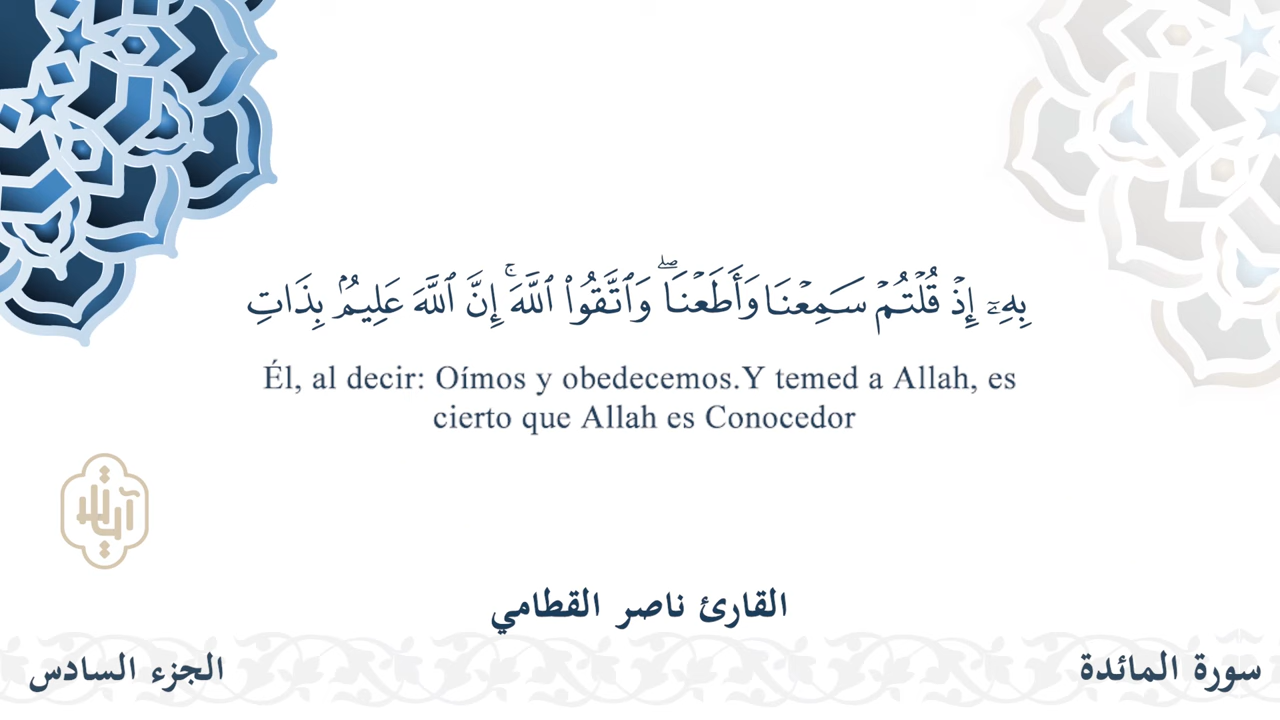 بِهِۦٓ إِذۡ قُلۡتُمۡ سَمِعۡنَا وَأَطَعۡنَاۖ وَٱتَّقُواْ ٱللَّهَۚ إِنَّ ٱللَّهَ عَلِيمُۢ بِذَاتِ
Él, al decir: Oímos y obedecemos.Y temed a Allah, es
cierto que Allah es Conocedor
القارئ ناصر القطامي
سورة المائدة
الجزء السادس